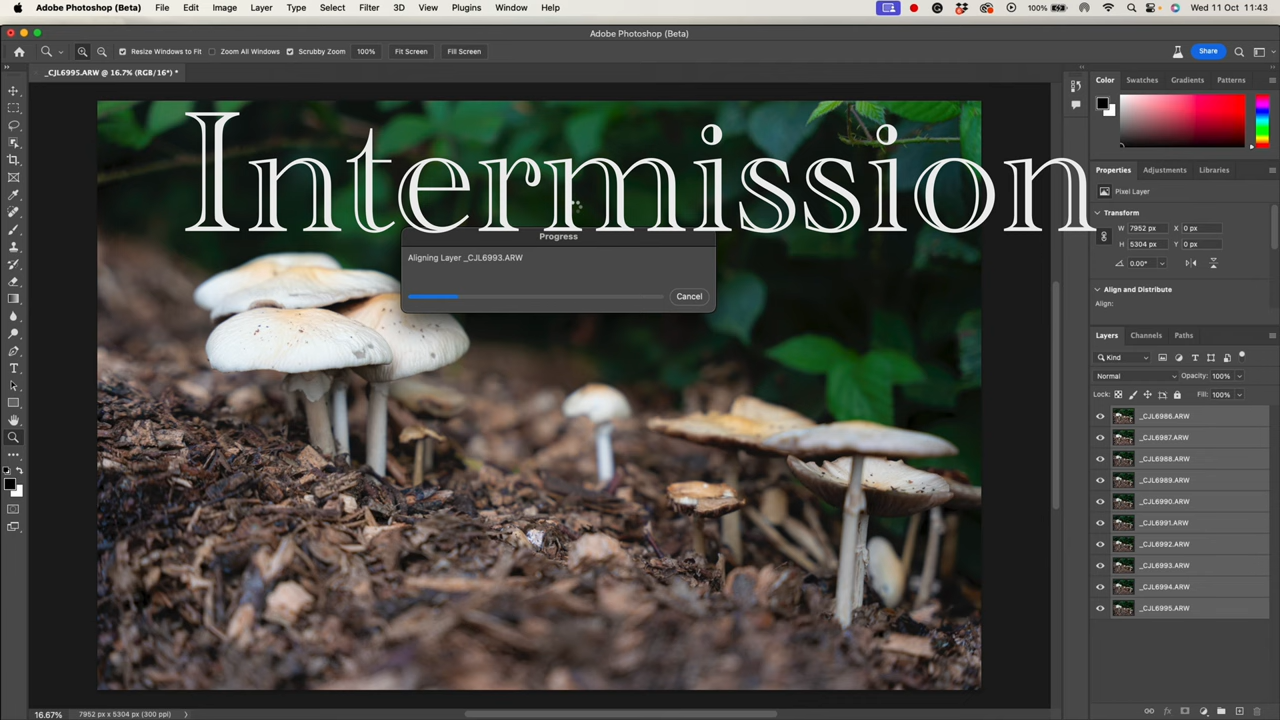 Adobe Photoshop (Beta) File Edit Image Layer Type Select Filter 3D View Plugins Window Help 100% Wed 11 Oct 11:43
Adobe Photoshop (Beta)
Resize Windows to Fit Zoom All Windows Scrubby Zoom 100% Fit Screen Fill Screen Share
_CJL6995.ARW @ 16.7% (RGB/16*) *
Intermission
Progress
Aligning Layer _CJL6993.ARW
Cancel
Color Swatches Gradients Patterns
Properties Adjustments Libraries
Pixel Layer
Transform
W 7952 px X 0 px
H 5304 px Y 0 px
0.00°
Align and Distribute
Align:
Layers Channels Paths
Kind
Normal Opacity: 100%
Lock: Fill: 100%
_CJL6986.ARW
_CJL6987.ARW
_CJL6988.ARW
_CJL6989.ARW
_CJL6990.ARW
_CJL6991.ARW
_CJL6992.ARW
_CJL6993.ARW
_CJL6994.ARW
_CJL6995.ARW
16.67% 7952 px x 5304 px (300 ppi)